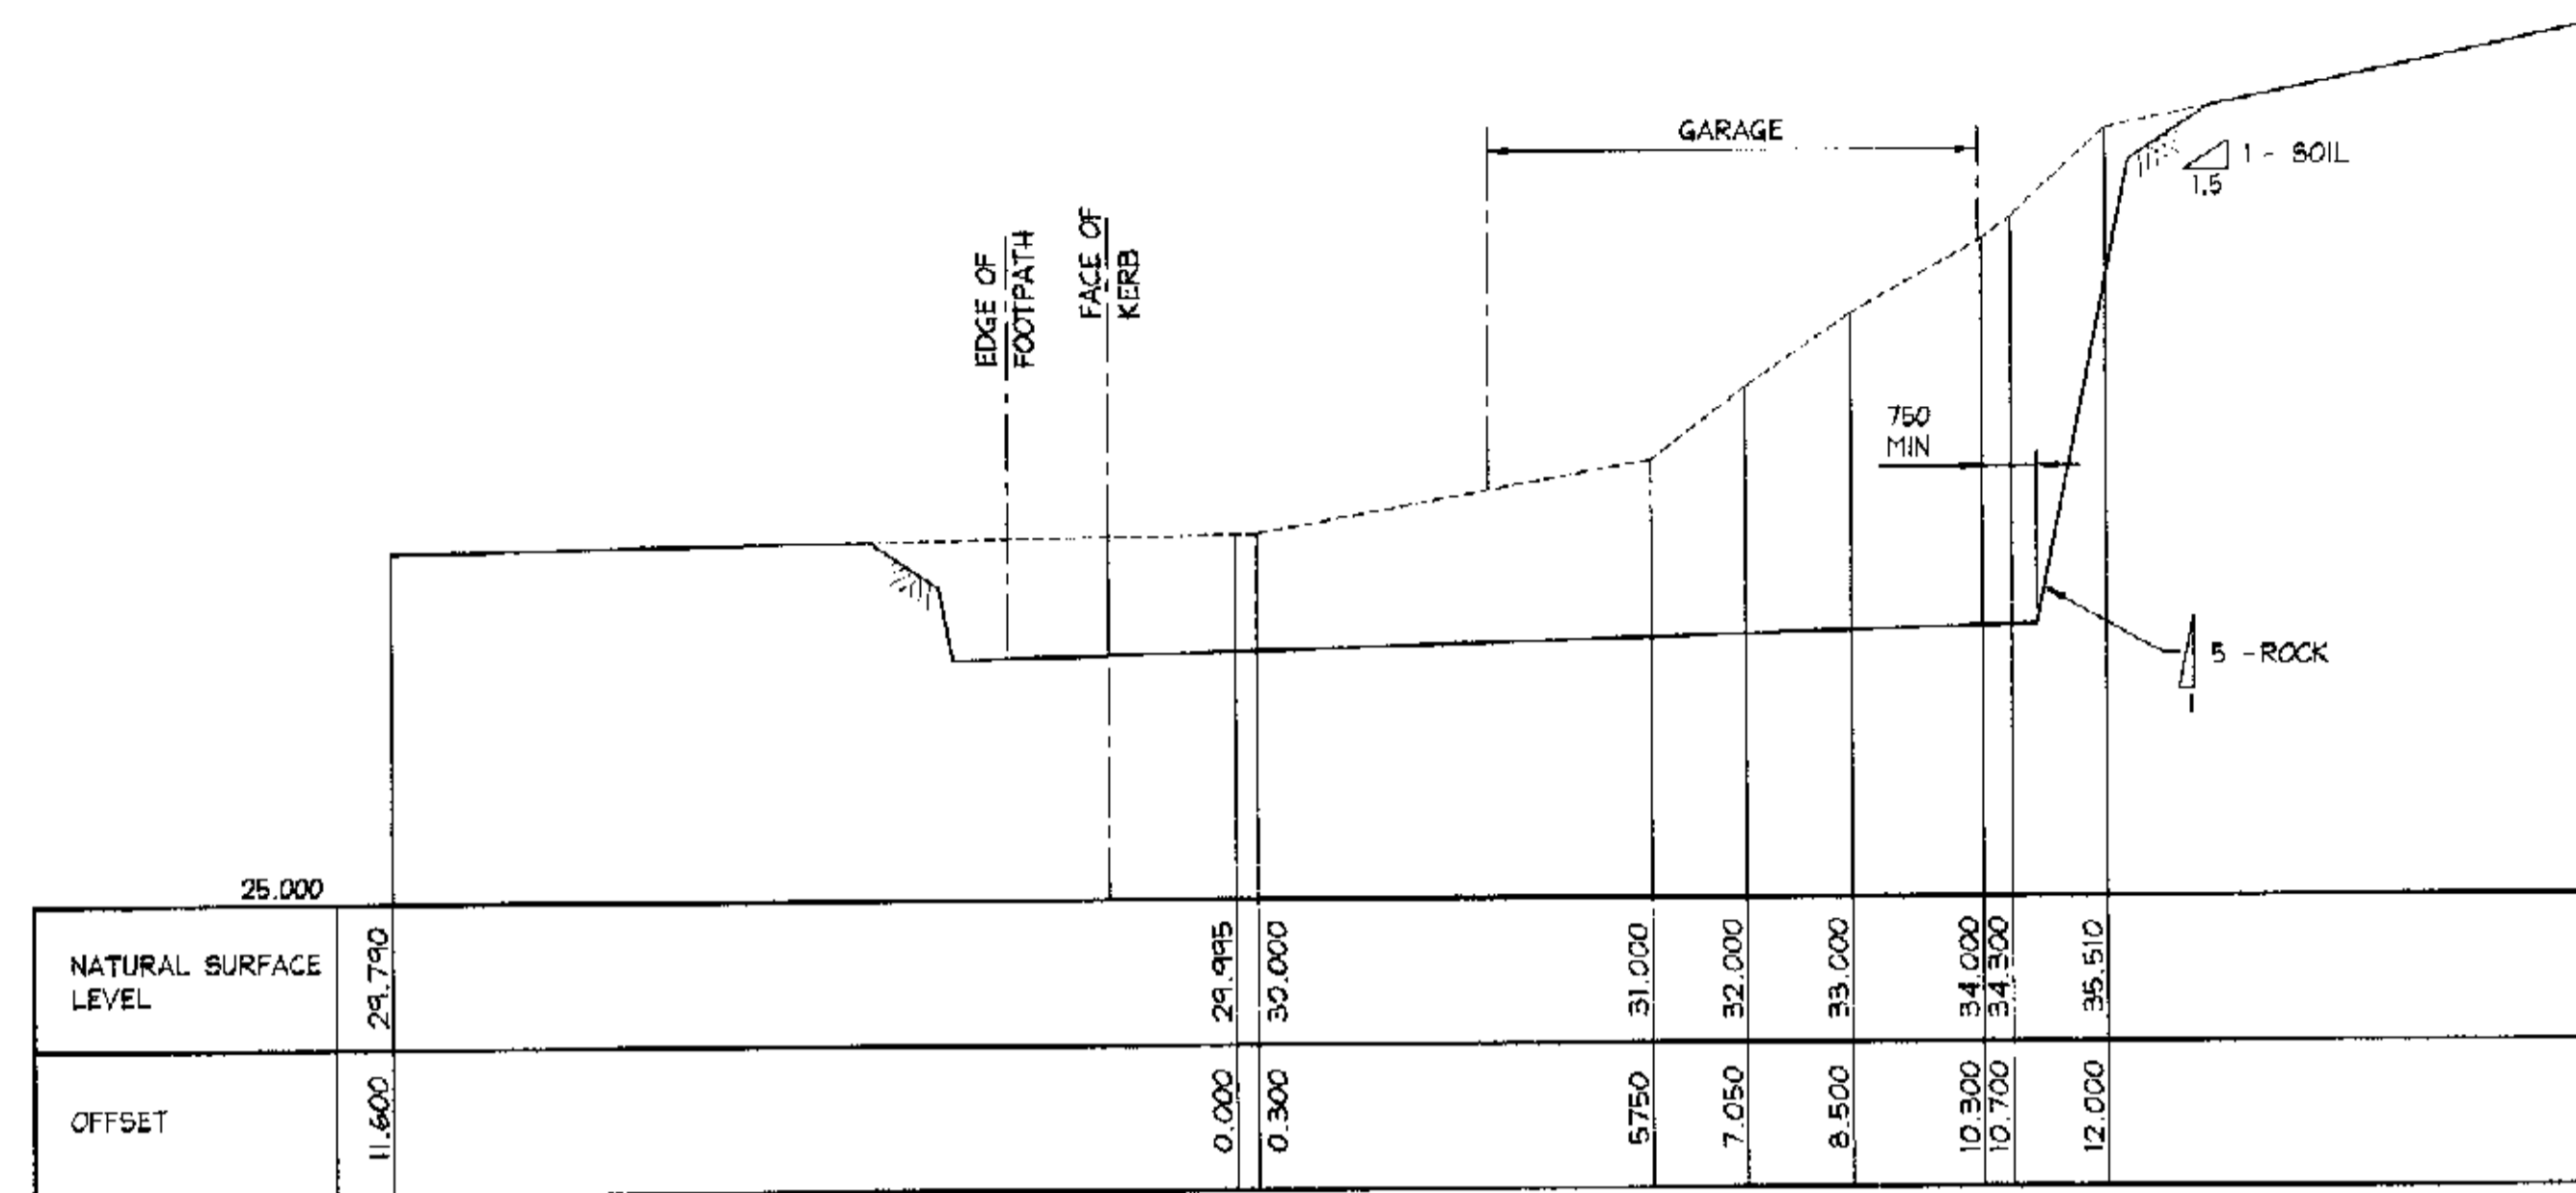 GARAGE
1 - SOIL
1.5
EDGE OF
FOOTPATH
FACE OF
KERB
750
MIN
5 - ROCK
1
25.000
NATURAL SURFACE
LEVEL
29.790
29.995
30.000
31.000
32.000
33.000
34.000
34.300
35.510
OFFSET
11.600
0.000
0.300
5750
7.050
8.500
10.300
10.700
12.000